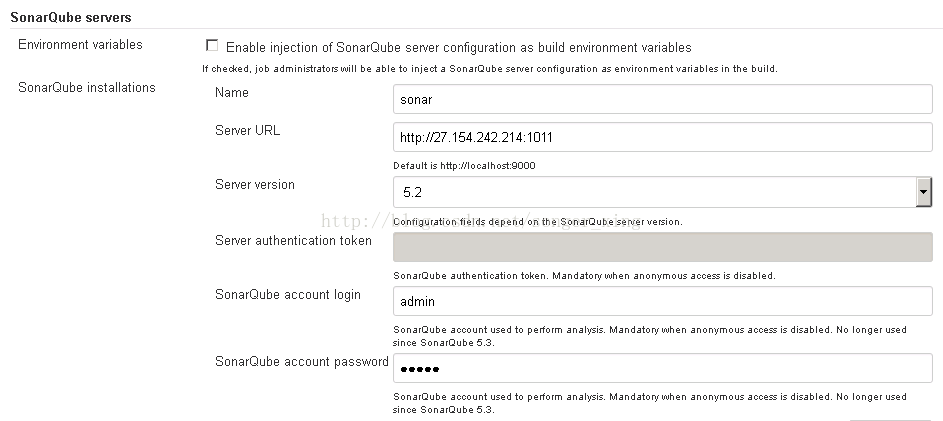 SonarQube servers
Environment variables
Enable injection of SonarQube server configuration as build environment variables
If checked, job administrators will be able to inject a SonarQube server configuration as environment variables in the build.
SonarQube installations
Name
sonar
Server URL
http://27.154.242.214:1011
Default is http://localhost:9000
Server version
5.2
Configuration fields depend on the SonarQube server version.
Server authentication token
SonarQube authentication token. Mandatory when anonymous access is disabled.
SonarQube account login
admin
SonarQube account used to perform analysis. Mandatory when anonymous access is disabled. No longer used
since SonarQube 5.3.
SonarQube account password
●●●●●
SonarQube account used to perform analysis. Mandatory when anonymous access is disabled. No longer used
since SonarQube 5.3.